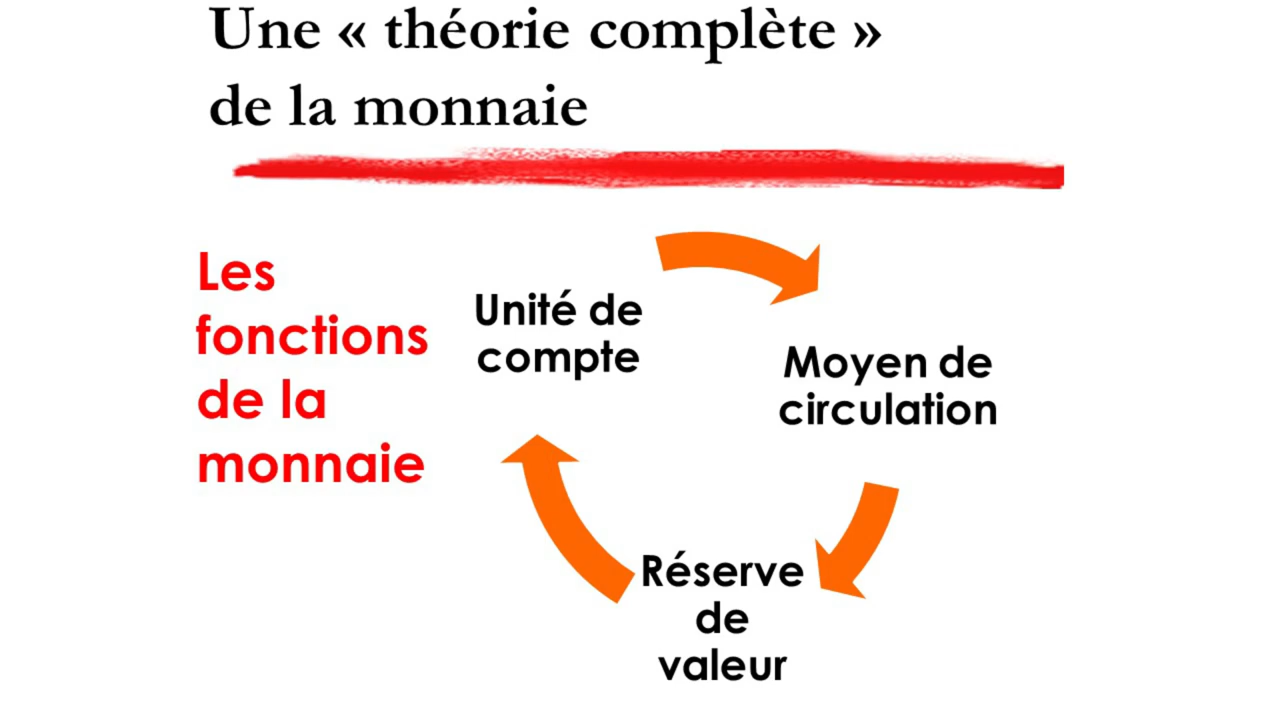 Une « théorie complète »
de la monnaie
Les
fonctions
de la
monnaie
Unité de
compte
Moyen de
circulation
Réserve
de
valeur